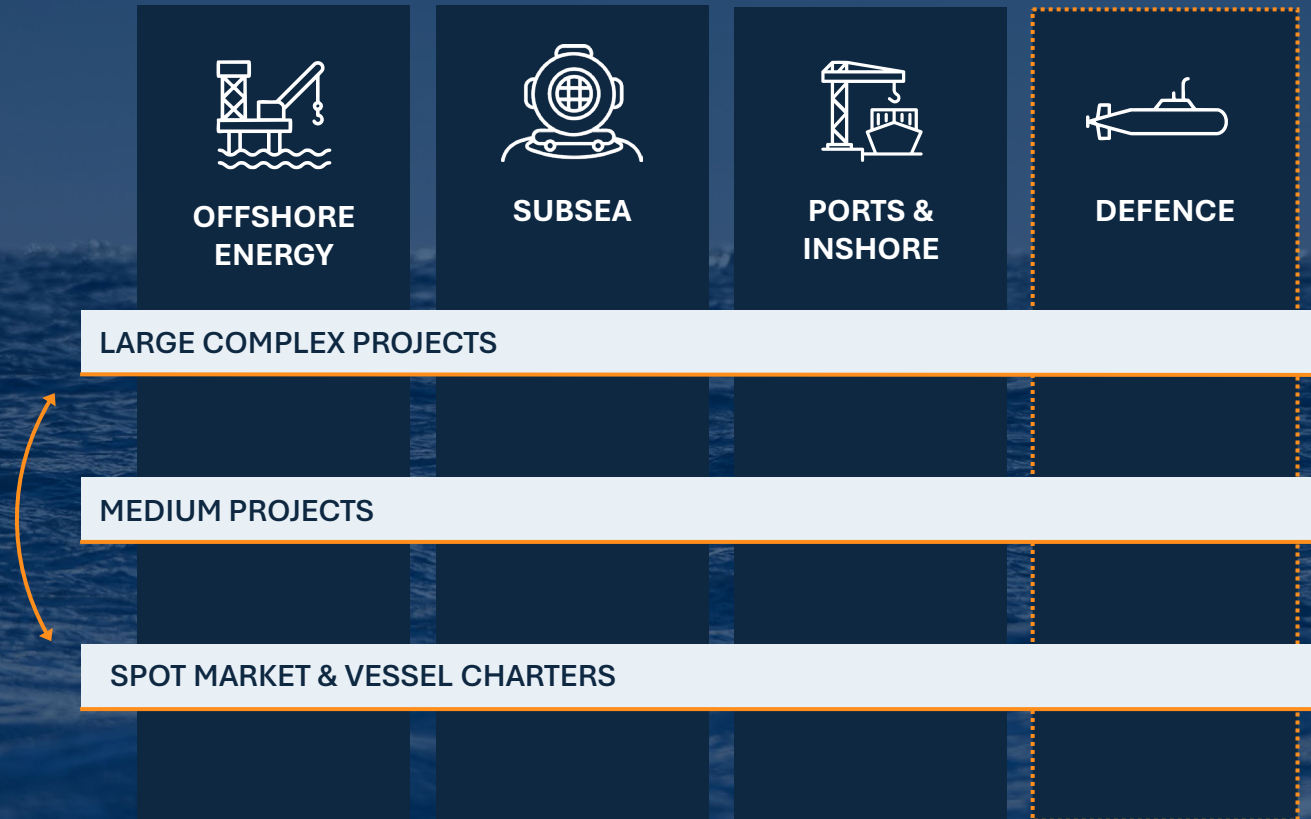 OFFSHORE
ENERGY
SUBSEA
PORTS &
INSHORE
DEFENCE
LARGE COMPLEX PROJECTS
MEDIUM PROJECTS
SPOT MARKET & VESSEL CHARTERS